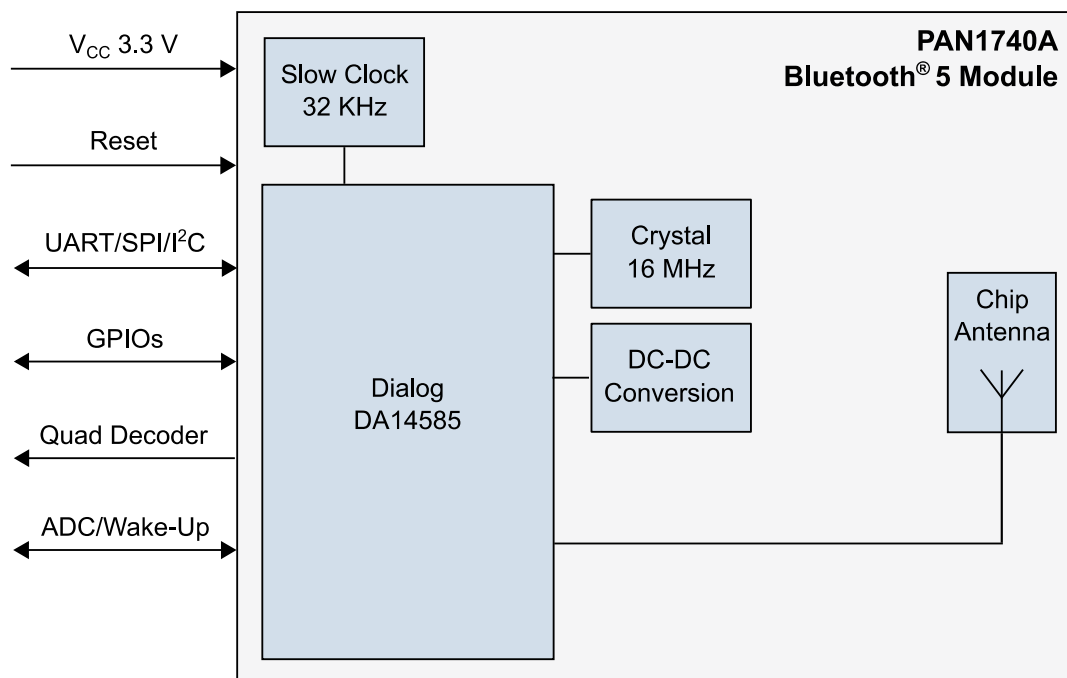 V_CC 3.3 V
Reset
UART/SPI/I²C
GPIOs
Quad Decoder
ADC/Wake-Up
PAN1740A
Bluetooth® 5 Module
Slow Clock
32 KHz
Dialog
DA14585
Crystal
16 MHz
DC-DC
Conversion
Chip
Antenna